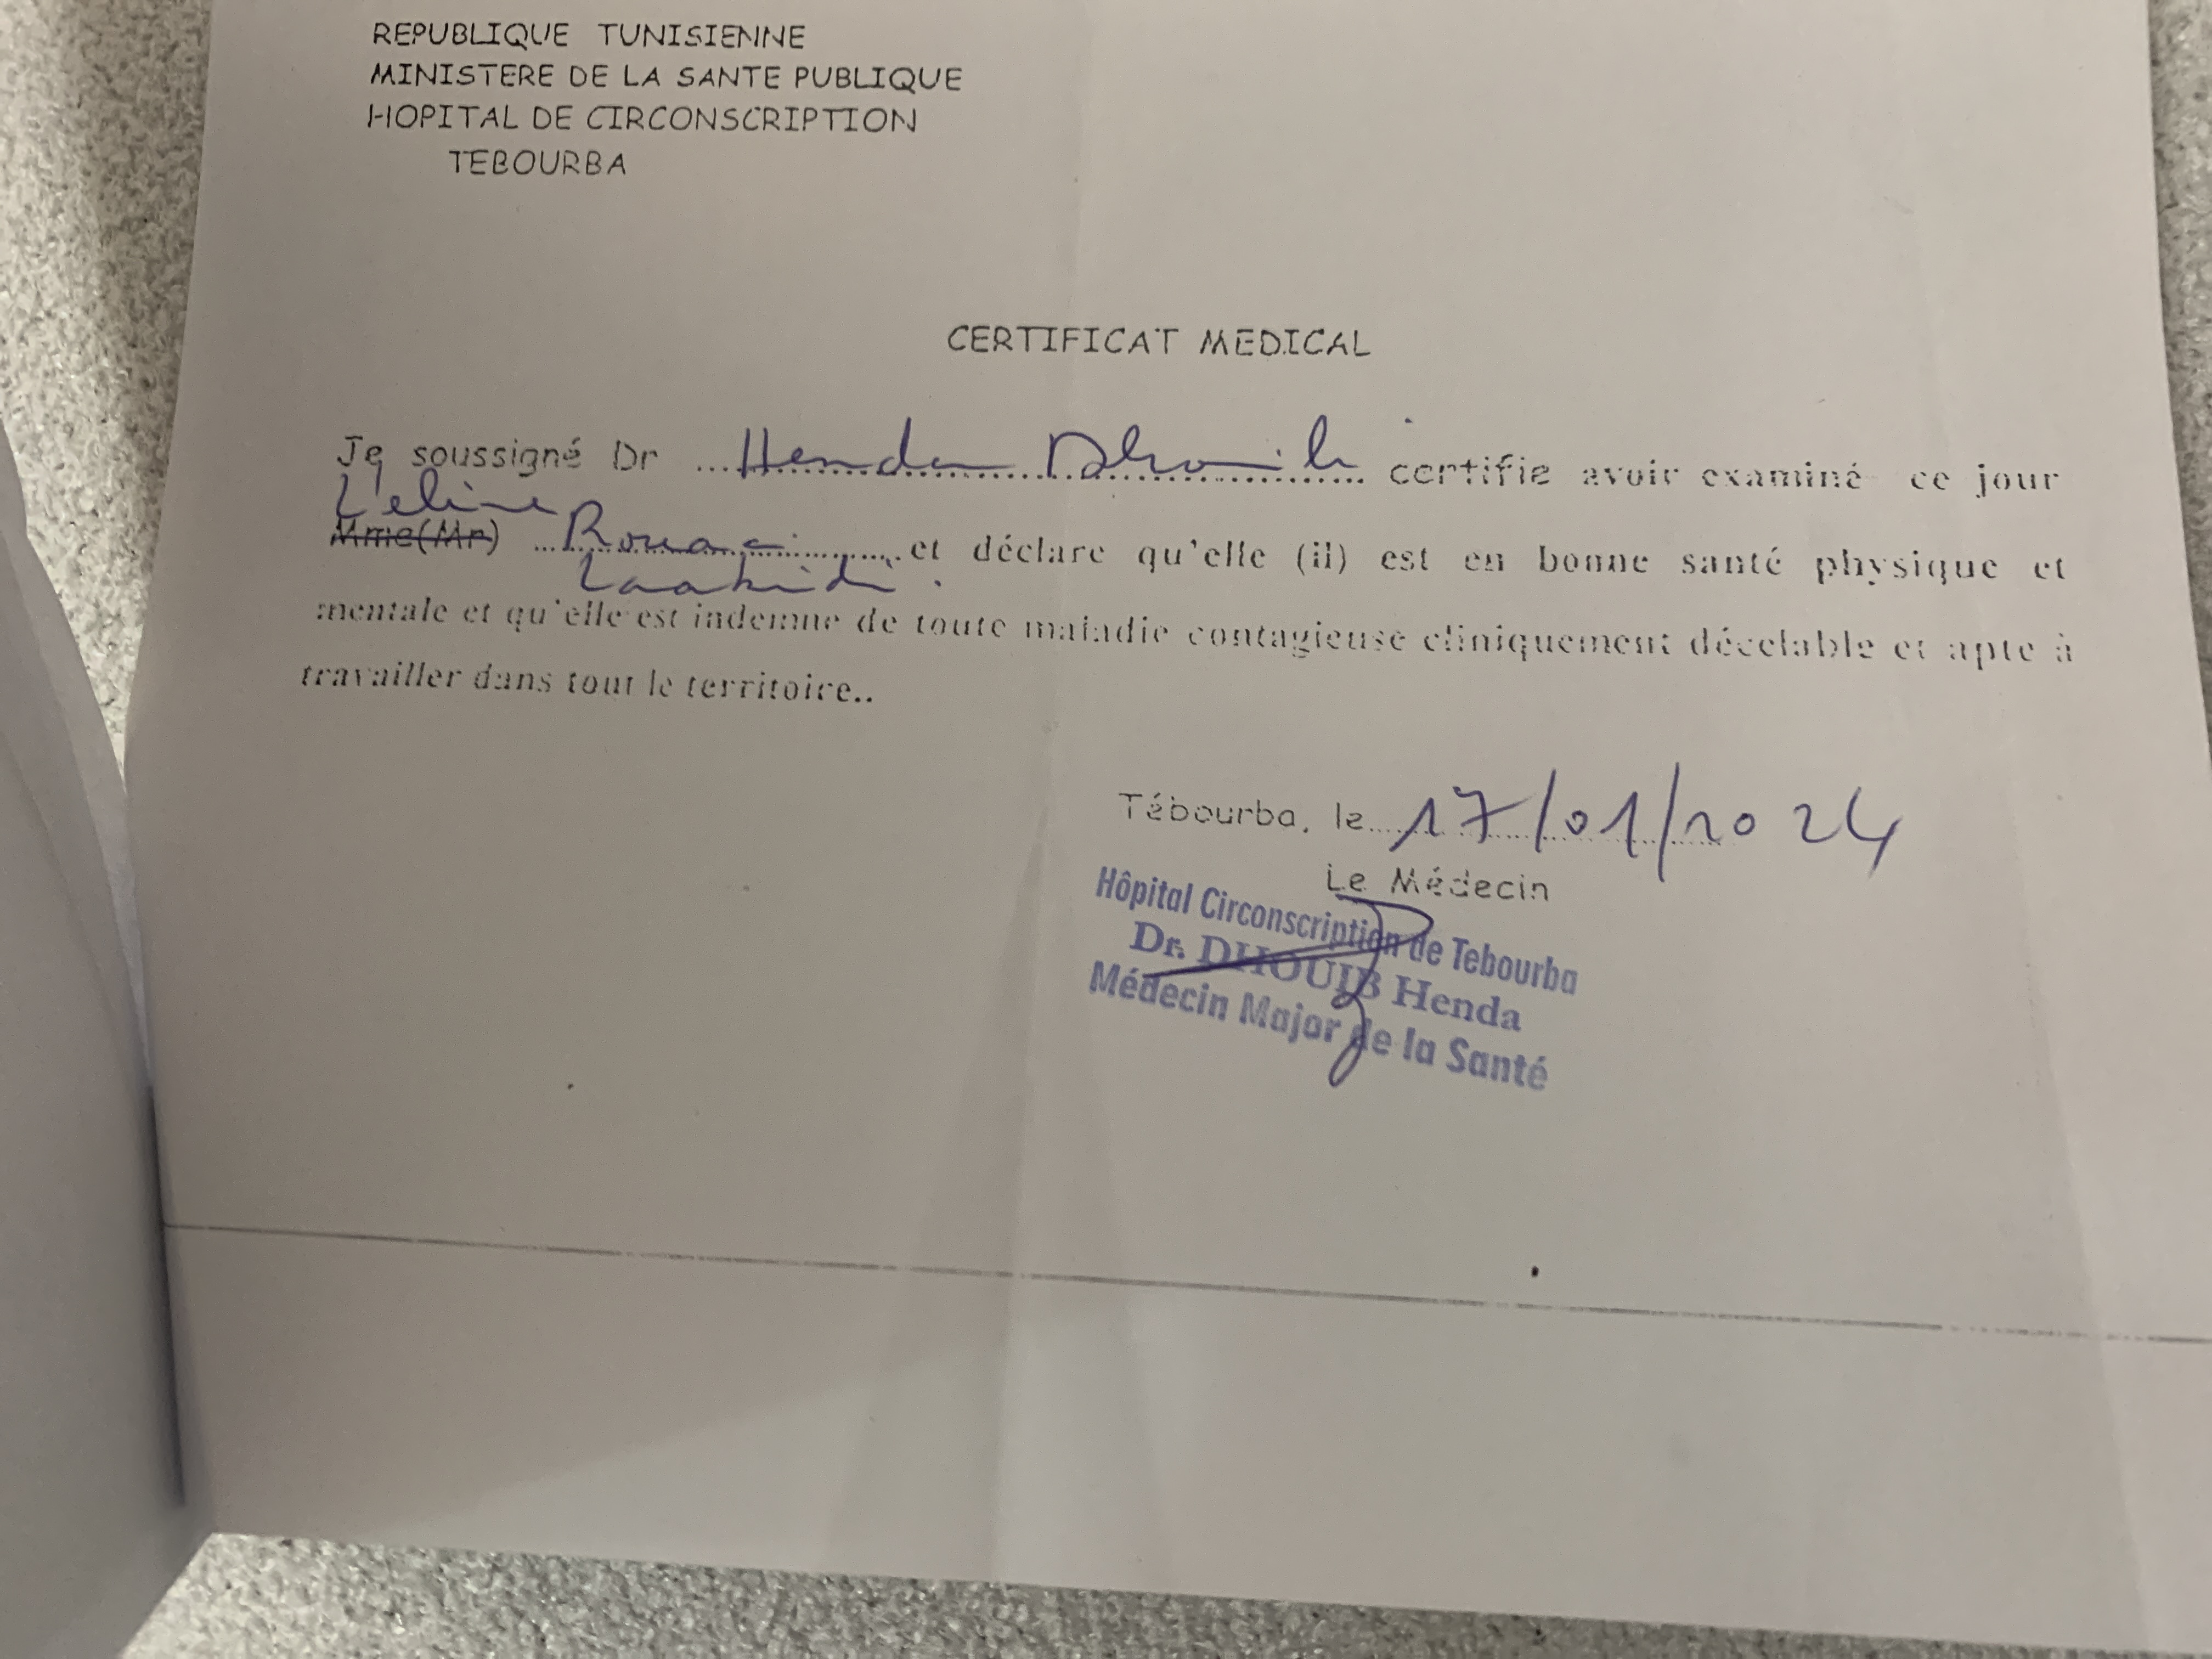 REPUBLIQUE TUNISIENNE
MINISTERE DE LA SANTE PUBLIQUE
HOPITAL DE CIRCONSCRIPTION
TEBOURBA
CERTIFICAT MEDICAL
Je soussigné Dr ... Henda Dhouib ... certifie avoir examiné ce jour
L'elève
Mme(Mr) ... et déclare qu'elle (il) est en bonne santé physique et
mentale et qu'elle est indemne de toute maladie contagieuse cliniquement décelable et apte à
travailler dans tout le territoire..
Tébourba, le... 17/01/2024
Le Médecin
Hôpital Circonscription de Tebourba
Dr. DHOUIB Henda
Médecin Major de la Santé